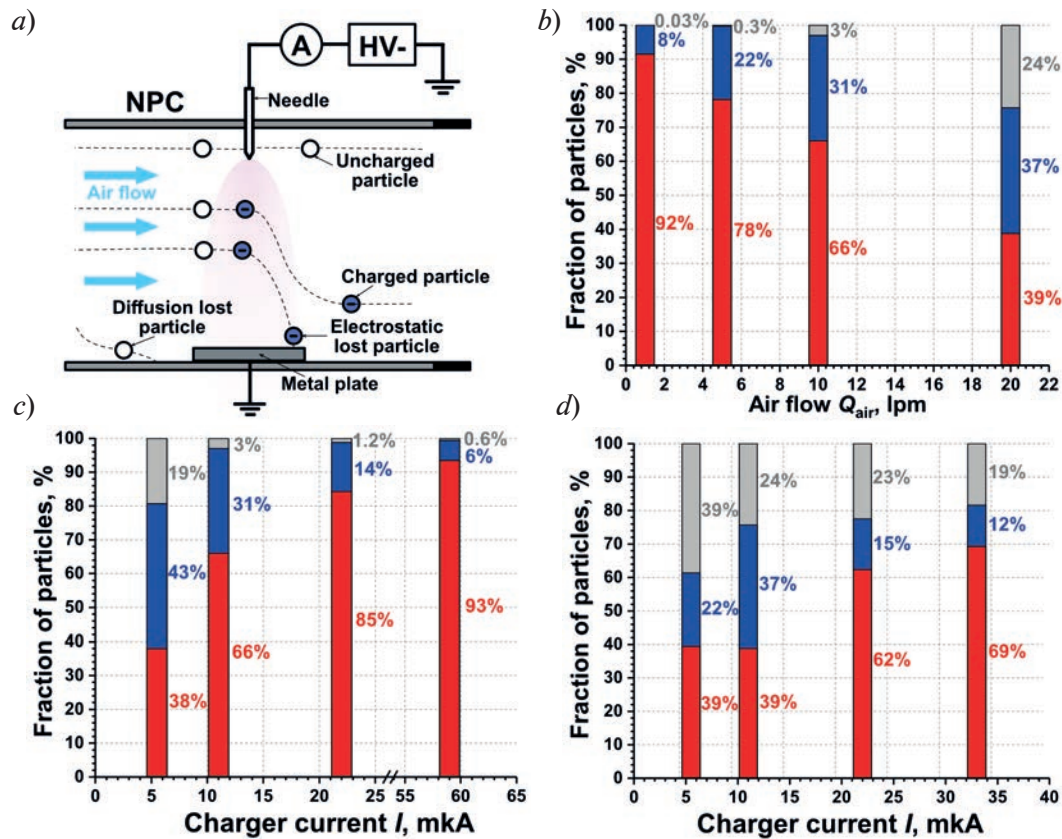 a)
A
HV-
NPC
Needle
Uncharged
particle
Air flow
Charged particle
Diffusion lost
particle
Electrostatic
lost particle
Metal plate
b)
Fraction of particles, %
100
90
80
70
60
50
40
30
20
10
0
0.03%
8%
92%
0.3%
22%
78%
3%
31%
66%
24%
37%
39%
0 2 4 6 8 10 12 14 16 18 20 22
Air flow Qair, lpm
c)
Fraction of particles, %
100
90
80
70
60
50
40
30
20
10
0
19%
43%
38%
3%
31%
66%
1.2%
14%
85%
0.6%
6%
93%
0 5 10 15 20 25 55 60 65
Charger current I, mkA
d)
Fraction of particles, %
100
90
80
70
60
50
40
30
20
10
0
39%
22%
39%
24%
37%
39%
23%
15%
62%
19%
12%
69%
0 5 10 15 20 25 30 35 40
Charger current I, mkA